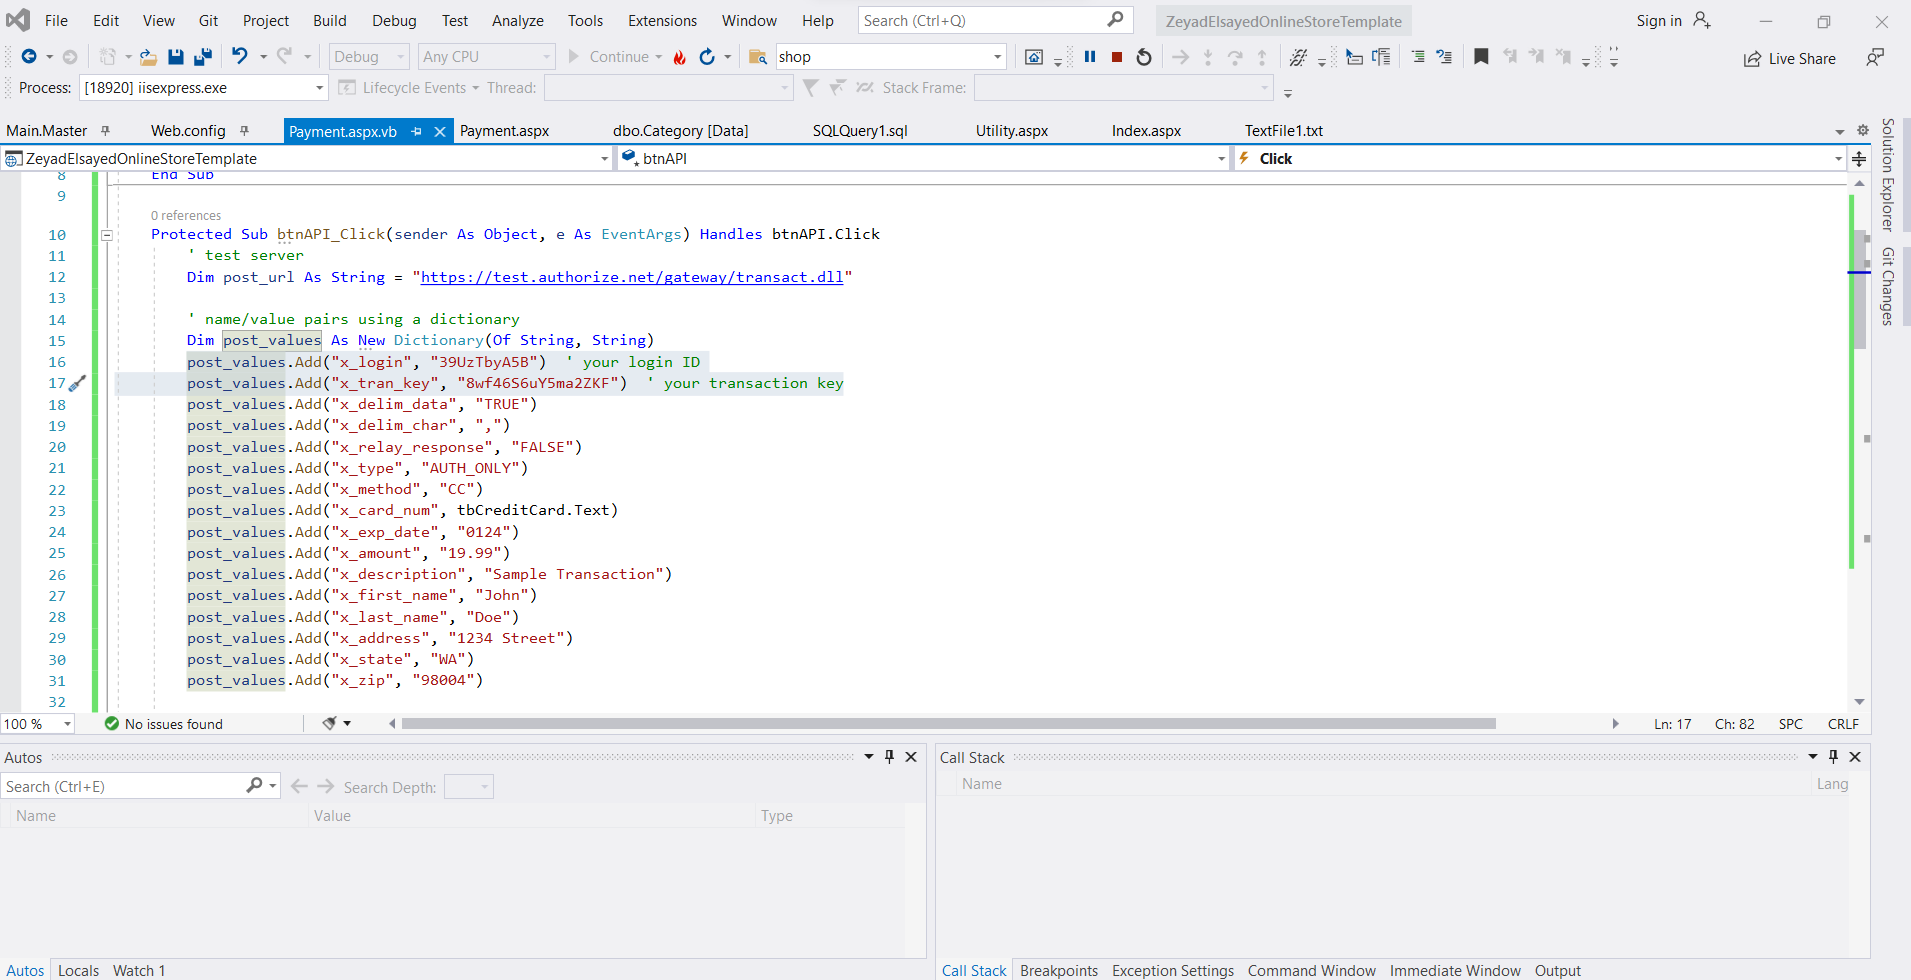 File Edit View Git Project Build Debug Test Analyze Tools Extensions Window Help Search (Ctrl+Q) ZeyadElsayedOnlineStoreTemplate Sign in
Debug Any CPU Continue shop Live Share
Process: [18920] iisexpress.exe Lifecycle Events Thread: Stack Frame:
Main.Master Web.config Payment.aspx.vb Payment.aspx dbo.Category [Data] SQLQuery1.sql Utility.aspx Index.aspx TextFile1.txt
ZeyadElsayedOnlineStoreTemplate btnAPI Click
Solution Explorer
Git Changes
8 End Sub
9
0 references
10 Protected Sub btnAPI_Click(sender As Object, e As EventArgs) Handles btnAPI.Click
11 ' test server
12 Dim post_url As String = "https://test.authorize.net/gateway/transact.dll"
13
14 ' name/value pairs using a dictionary
15 Dim post_values As New Dictionary(Of String, String)
16 post_values.Add("x_login", "39UzTbyA5B") ' your login ID
17 post_values.Add("x_tran_key", "8wf46S6uY5ma2ZKF") ' your transaction key
18 post_values.Add("x_delim_data", "TRUE")
19 post_values.Add("x_delim_char", ",")
20 post_values.Add("x_relay_response", "FALSE")
21 post_values.Add("x_type", "AUTH_ONLY")
22 post_values.Add("x_method", "CC")
23 post_values.Add("x_card_num", tbCreditCard.Text)
24 post_values.Add("x_exp_date", "0124")
25 post_values.Add("x_amount", "19.99")
26 post_values.Add("x_description", "Sample Transaction")
27 post_values.Add("x_first_name", "John")
28 post_values.Add("x_last_name", "Doe")
29 post_values.Add("x_address", "1234 Street")
30 post_values.Add("x_state", "WA")
31 post_values.Add("x_zip", "98004")
32
100 % No issues found Ln: 17 Ch: 82 SPC CRLF
Autos
Search (Ctrl+E) Search Depth:
Name Value Type
Autos Locals Watch 1
Call Stack
Name Lang
Call Stack Breakpoints Exception Settings Command Window Immediate Window Output